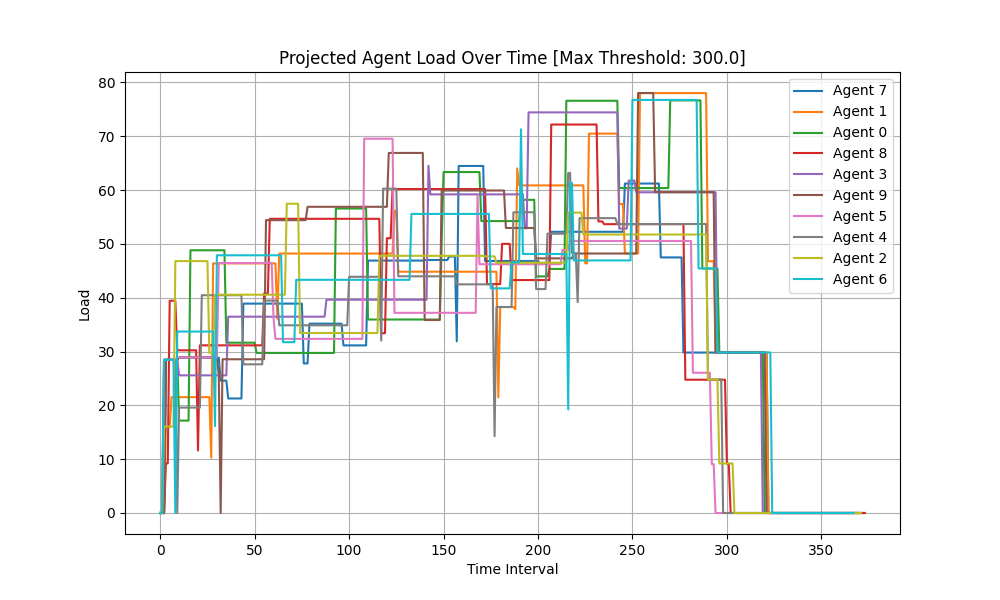 Projected Agent Load Over Time [Max Threshold: 300.0]
80
70
60
50
40
30
20
10
0
Load
0 50 100 150 200 250 300 350
Time Interval
Agent 7
Agent 1
Agent 0
Agent 8
Agent 3
Agent 9
Agent 5
Agent 4
Agent 2
Agent 6